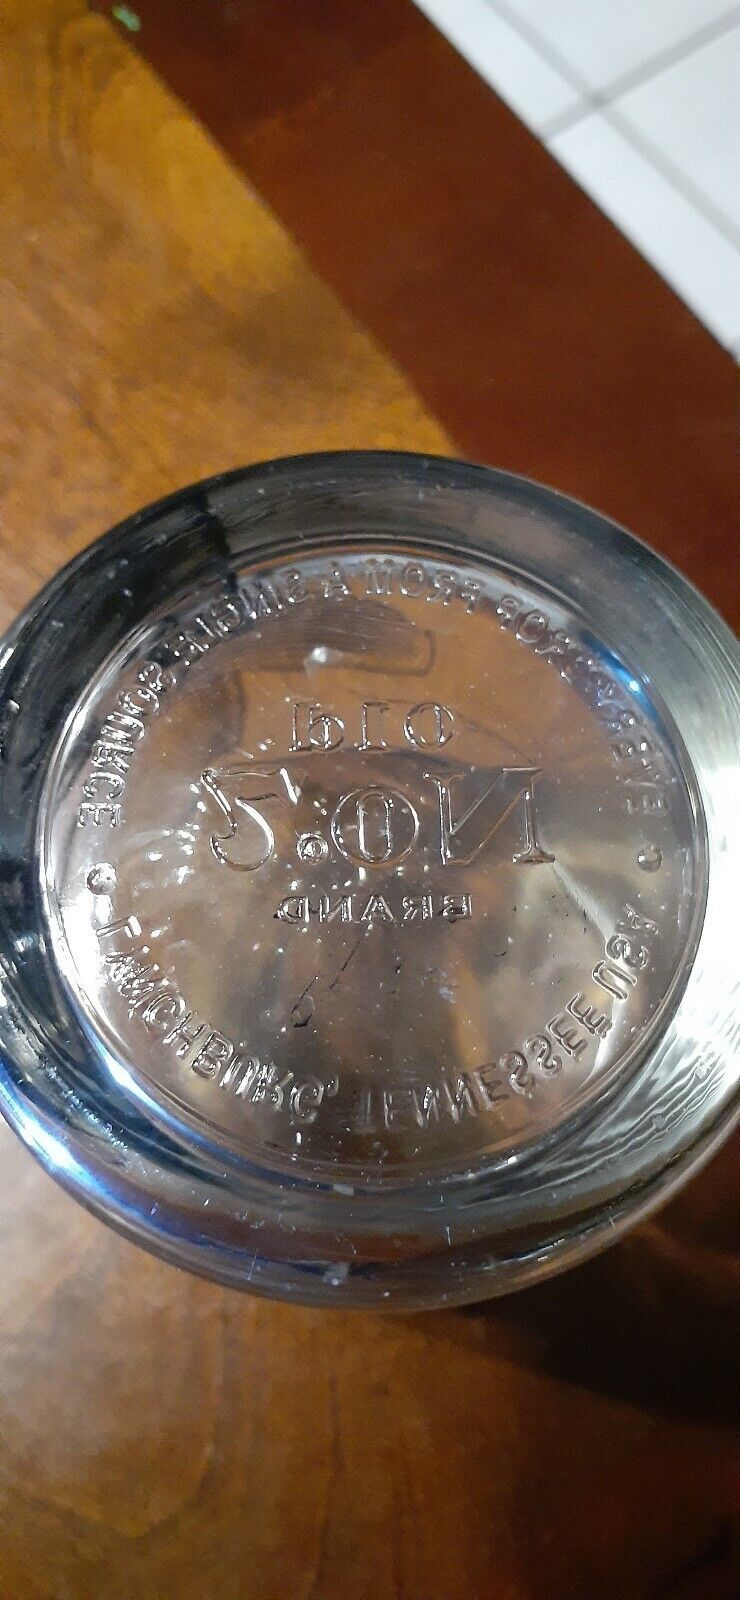 EVERY DROP FROM A SINGLE SOURCE
Old
No. 7
BRAND
• LYNCHBURG, TENNESSEE USA •